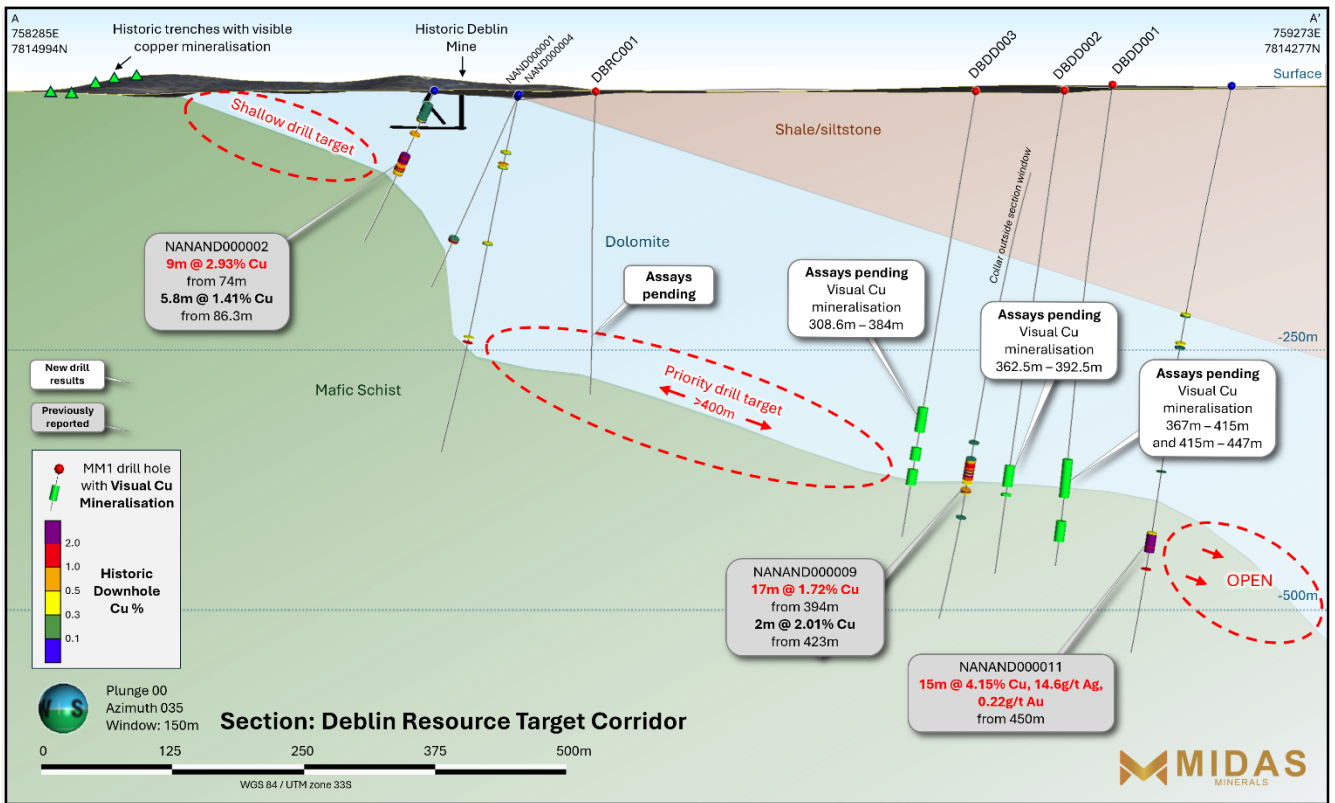 A
758285E
7814994N
Historic trenches with visible
copper mineralisation
Historic Deblin
Mine
NAND000001
NAND000004
DBRC001
DBDD003
DBDD002
DBDD001
A'
759273E
7814277N
Surface
Shallow drill target
Shale/siltstone
Collar outside section window
Dolomite
NANAND000002
9m @ 2.93% Cu
from 74m
5.8m @ 1.41% Cu
from 86.3m
Assays
pending
Assays pending
Visual Cu
mineralisation
308.6m – 384m
Assays pending
Visual Cu
mineralisation
362.5m – 392.5m
Assays pending
Visual Cu
mineralisation
367m – 415m
and 415m – 447m
-250m
Priority drill target
>400m
Mafic Schist
New drill
results
Previously
reported
MM1 drill hole
with Visual Cu
Mineralisation
2.0
1.0
0.5
0.3
0.1
Historic
Downhole
Cu %
NANAND000009
17m @ 1.72% Cu
from 394m
2m @ 2.01% Cu
from 423m
OPEN
-500m
NANAND000011
15m @ 4.15% Cu, 14.6g/t Ag,
0.22g/t Au
from 450m
W S
Plunge 00
Azimuth 035
Window: 150m
Section: Deblin Resource Target Corridor
0 125 250 375 500m
WGS 84 / UTM zone 33S
MIDAS
MINERALS